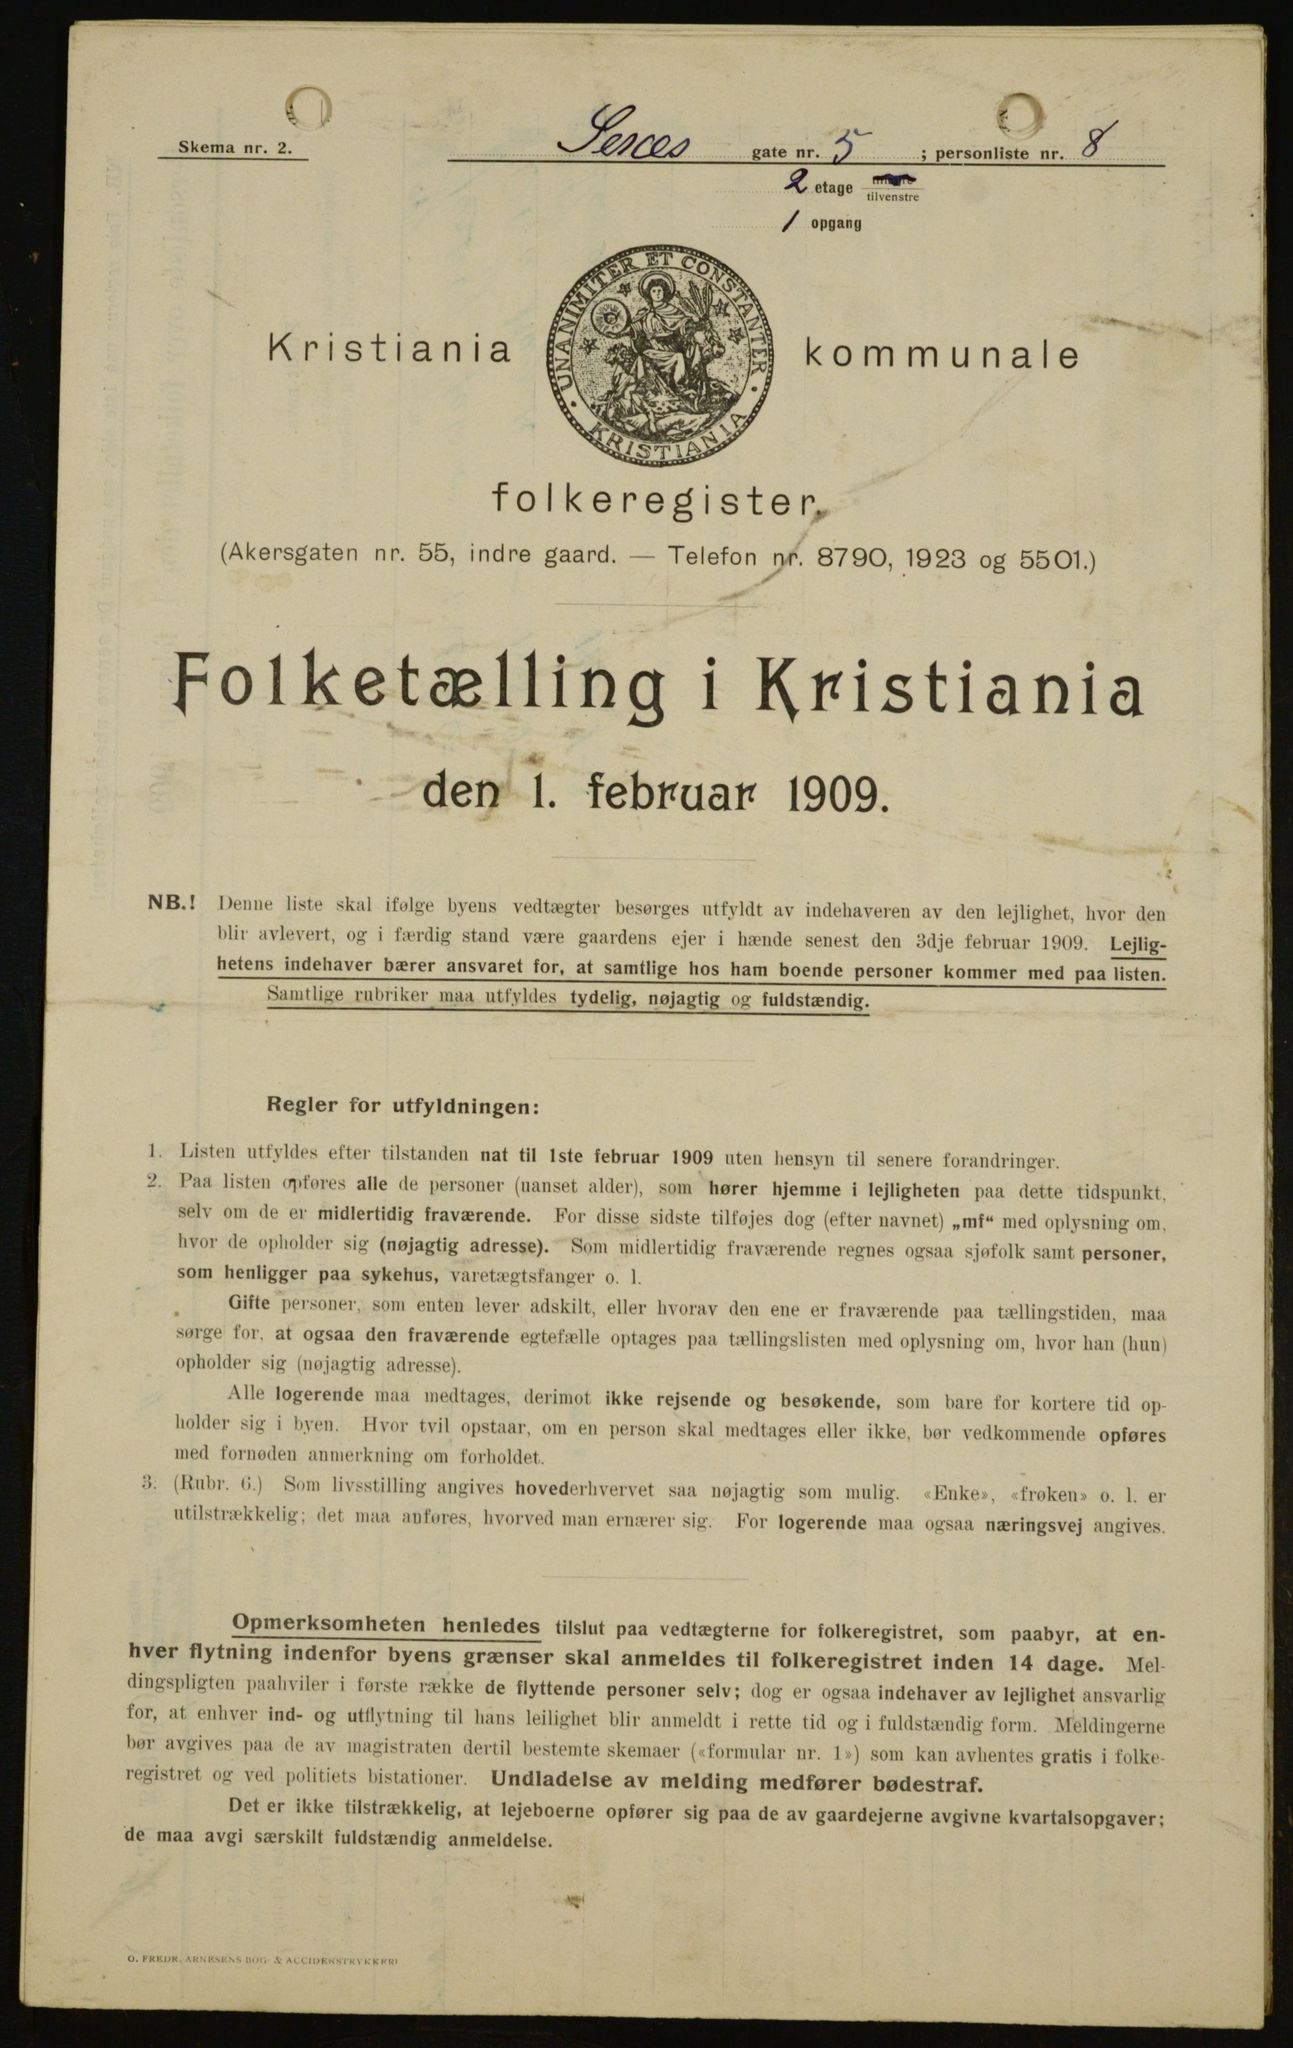 Skema nr. 2.
gate nr. 5 ; personliste nr. 8
2 etage
tilvenstre
1 opgang
UNANIMITER ET CONSTANTER
KRISTIANIA
Kristiania kommunale
folkeregister.
(Akersgaten nr. 55, indre gaard. — Telefon nr. 8790, 1923 og 5501.)
Folketælling i Kristiania
den 1. februar 1909.
NB.! Denne liste skal ifølge byens vedtægter besørges utfyldt av indehaveren av den lejlighet, hvor den
blir avlevert, og i færdig stand være gaardens ejer i hænde senest den 3dje februar 1909. Lejlig-
hetens indehaver bærer ansvaret for, at samtlige hos ham boende personer kommer med paa listen.
Samtlige rubriker maa utfyldes tydelig, nøjagtig og fuldstændig.
Regler for utfyldningen:
1. Listen utfyldes efter tilstanden nat til 1ste februar 1909 uten hensyn til senere forandringer.
2. Paa listen opføres alle de personer (uanset alder), som hører hjemme i lejligheten paa dette tidspunkt,
selv om de er midlertidig fraværende. For disse sidste tilføjes dog (efter navnet) „mf“ med oplysning om,
hvor de opholder sig (nøjagtig adresse). Som midlertidig fraværende regnes ogsaa sjøfolk samt personer,
som henligger paa sykehus, varetægtsfanger o. l.
Gifte personer, som enten lever adskilt, eller hvorav den ene er fraværende paa tællingstiden, maa
sørge for, at ogsaa den fraværende egtefælle optages paa tællingslisten med oplysning om, hvor han (hun)
opholder sig (nøjagtig adresse).
Alle logerende maa medtages, derimot ikke rejsende og besøkende, som bare for kortere tid op-
holder sig i byen. Hvor tvil opstaar, om en person skal medtages eller ikke, bør vedkommende opføres
med fornøden anmerkning om forholdet.
3. (Rubr. 6.) Som livsstilling angives hovederhvervet saa nøjagtig som mulig. «Enke», «frøken» o. l. er
utilstrækkelig; det maa anføres, hvorved man ernærer sig. For logerende maa ogsaa næringsvej angives.
Opmerksomheten henledes tilslut paa vedtægterne for folkeregistret, som paabyr, at en-
hver flytning indenfor byens grænser skal anmeldes til folkeregistret inden 14 dage. Mel-
dingspligten paahviler i første række de flyttende personer selv; dog er ogsaa indehaver av lejlighet ansvarlig
for, at enhver ind- og utflytning til hans leilighet blir anmeldt i rette tid og i fuldstændig form. Meldingerne
bør avgives paa de av magistraten dertil bestemte skemaer («formular nr. 1») som kan avhentes gratis i folke-
registret og ved politiets bistationer. Undladelse av melding medfører bødestraf.
Det er ikke tilstrækkelig, at lejeboerne opfører sig paa de av gaardejerne avgivne kvartalsopgaver;
de maa avgi særskilt fuldstændig anmeldelse.
O. FREDR. ARNESENS BOG- & ACCIDENSTRYKKERI